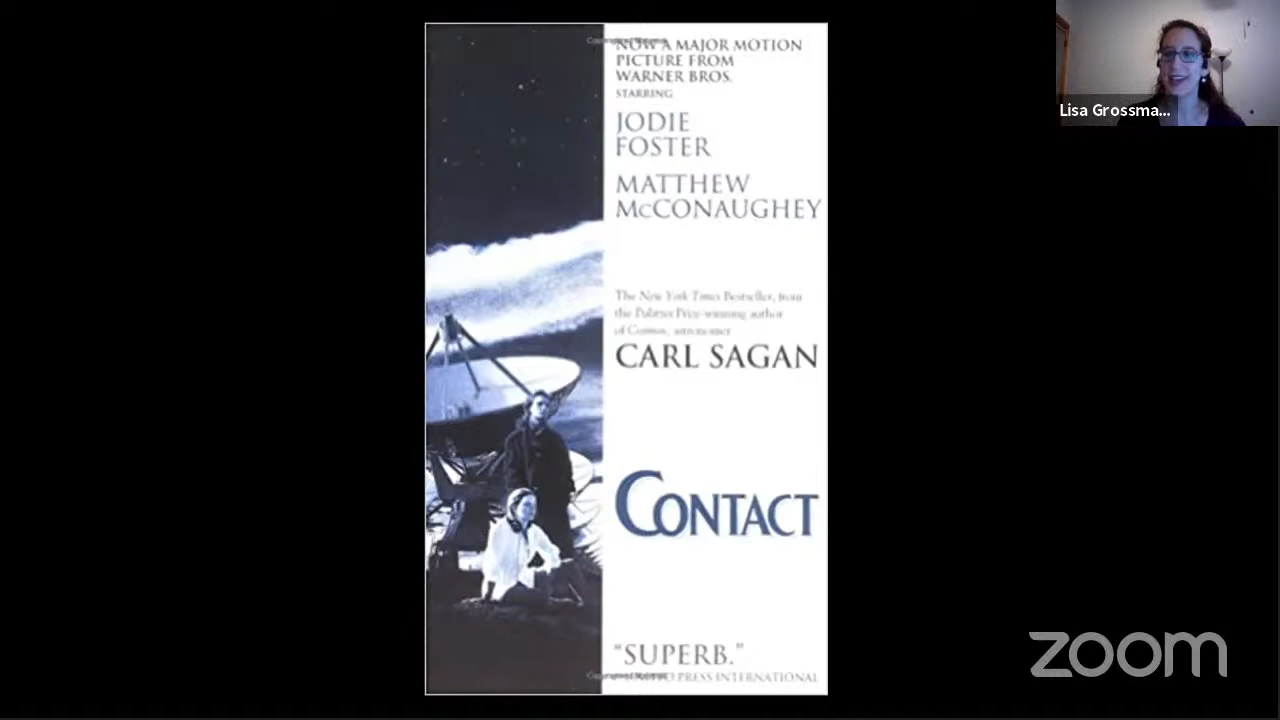 NOW A MAJOR MOTION
PICTURE FROM
WARNER BROS.
STARRING
JODIE
FOSTER
MATTHEW
McCONAUGHEY
The New York Times Bestseller, from
the Pulitzer Prize-winning author
of Cosmos, astronomer
CARL SAGAN
CONTACT
"SUPERB."
PRESS INTERNATIONAL
Lisa Grossma...
zoom